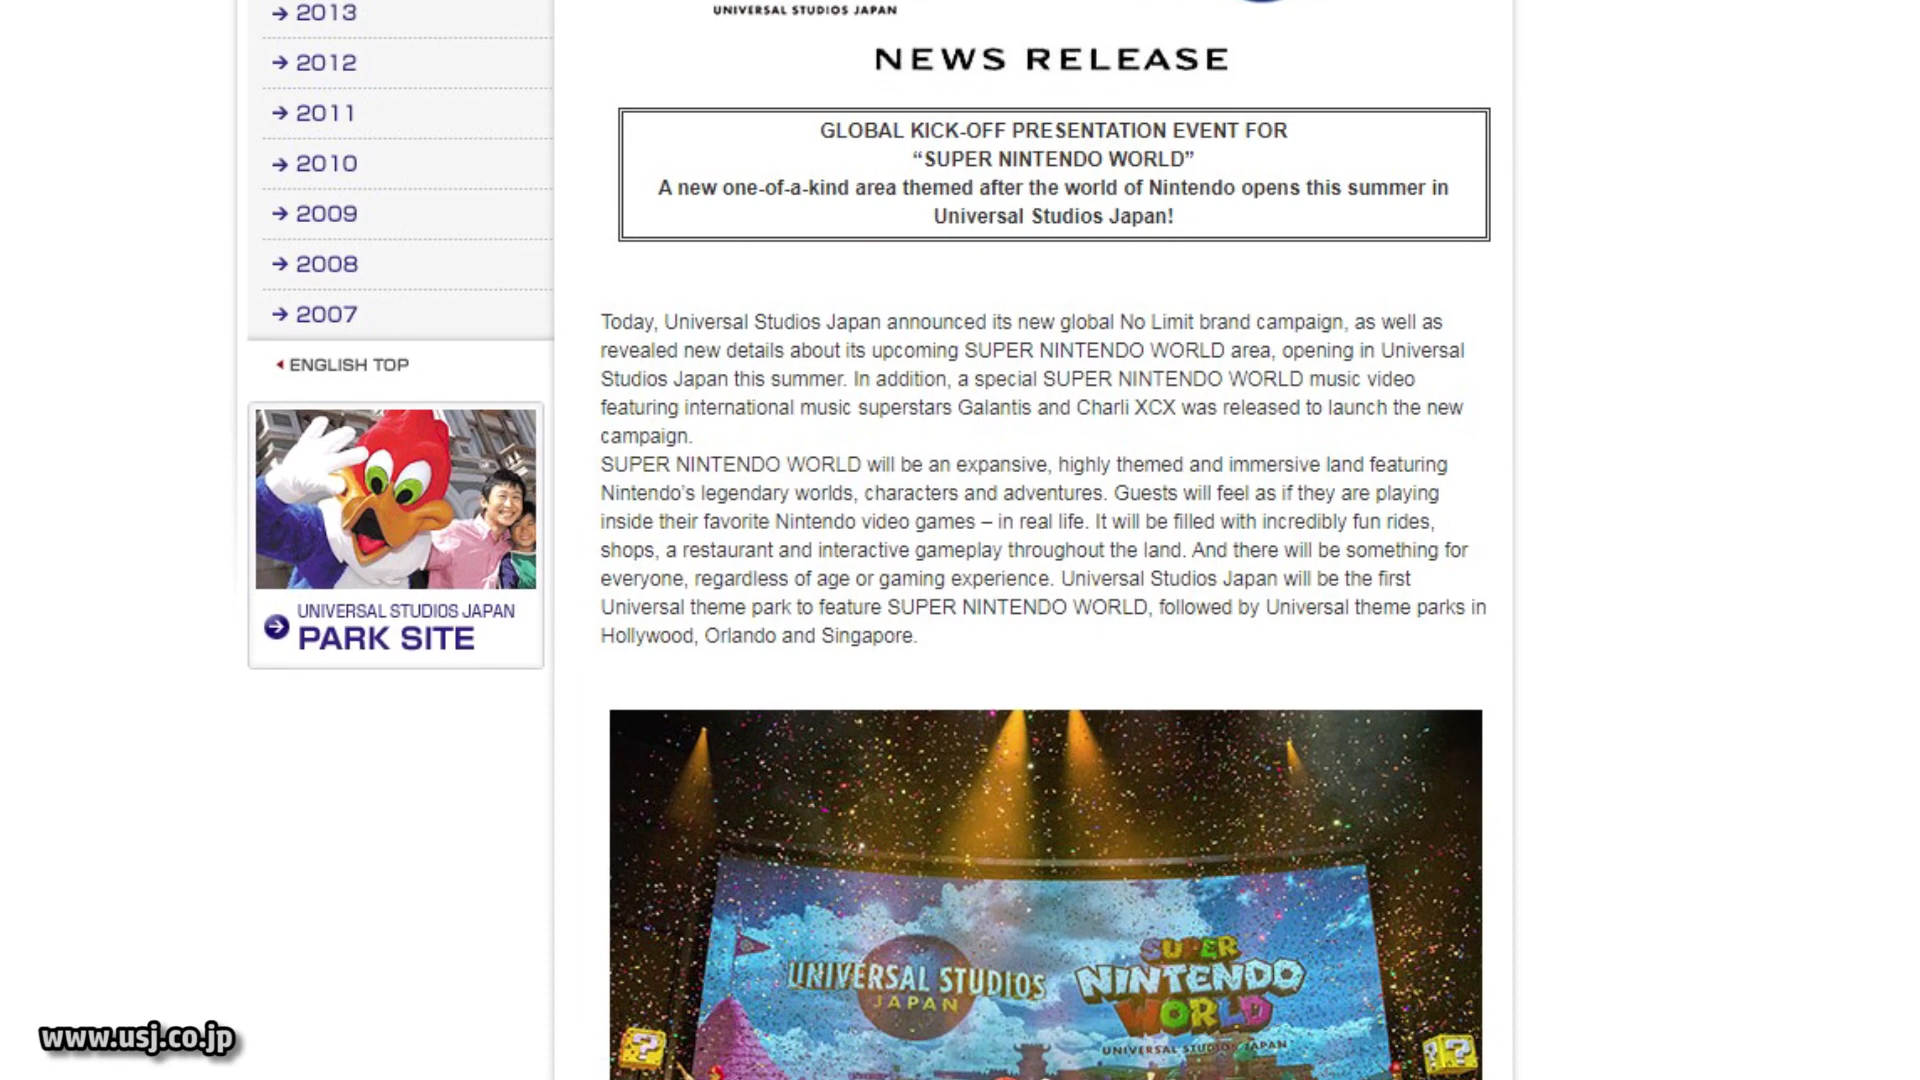 2013
2012
2011
2010
2009
2008
2007
ENGLISH TOP
UNIVERSAL STUDIOS JAPAN
PARK SITE
UNIVERSAL STUDIOS JAPAN
NEWS RELEASE
GLOBAL KICK-OFF PRESENTATION EVENT FOR
“SUPER NINTENDO WORLD”
A new one-of-a-kind area themed after the world of Nintendo opens this summer in
Universal Studios Japan!
Today, Universal Studios Japan announced its new global No Limit brand campaign, as well as
revealed new details about its upcoming SUPER NINTENDO WORLD area, opening in Universal
Studios Japan this summer. In addition, a special SUPER NINTENDO WORLD music video
featuring international music superstars Galantis and Charli XCX was released to launch the new
campaign.
SUPER NINTENDO WORLD will be an expansive, highly themed and immersive land featuring
Nintendo’s legendary worlds, characters and adventures. Guests will feel as if they are playing
inside their favorite Nintendo video games – in real life. It will be filled with incredibly fun rides,
shops, a restaurant and interactive gameplay throughout the land. And there will be something for
everyone, regardless of age or gaming experience. Universal Studios Japan will be the first
Universal theme park to feature SUPER NINTENDO WORLD, followed by Universal theme parks in
Hollywood, Orlando and Singapore.
UNIVERSAL STUDIOS
JAPAN
SUPER
NINTENDO
WORLD
UNIVERSAL STUDIOS JAPAN
?
?
?
www.usj.co.jp